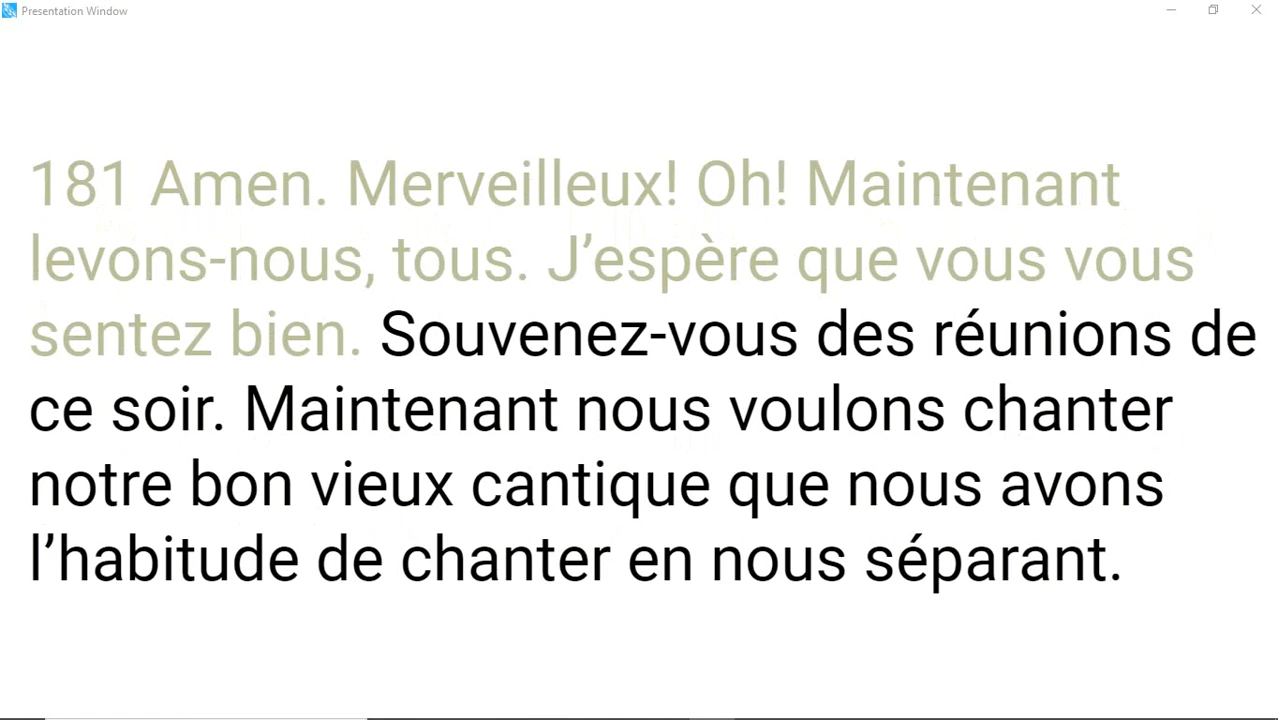 Presentation Window
181 Amen. Merveilleux! Oh! Maintenant
levons-nous, tous. J’espère que vous vous
sentez bien. Souvenez-vous des réunions de
ce soir. Maintenant nous voulons chanter
notre bon vieux cantique que nous avons
l’habitude de chanter en nous séparant.